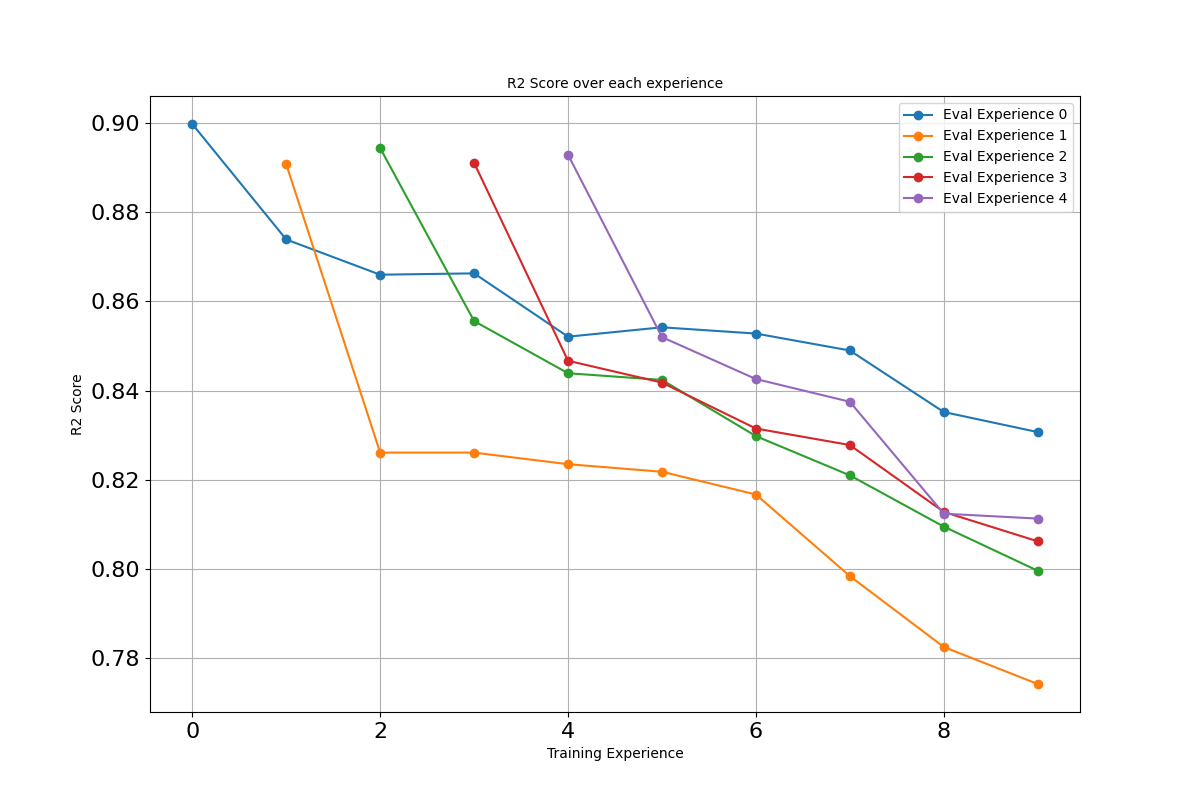 R2 Score over each experience
Eval Experience 0
Eval Experience 1
Eval Experience 2
Eval Experience 3
Eval Experience 4
0.90
0.88
0.86
0.84
0.82
0.80
0.78
R2 Score
0 2 4 6 8
Training Experience